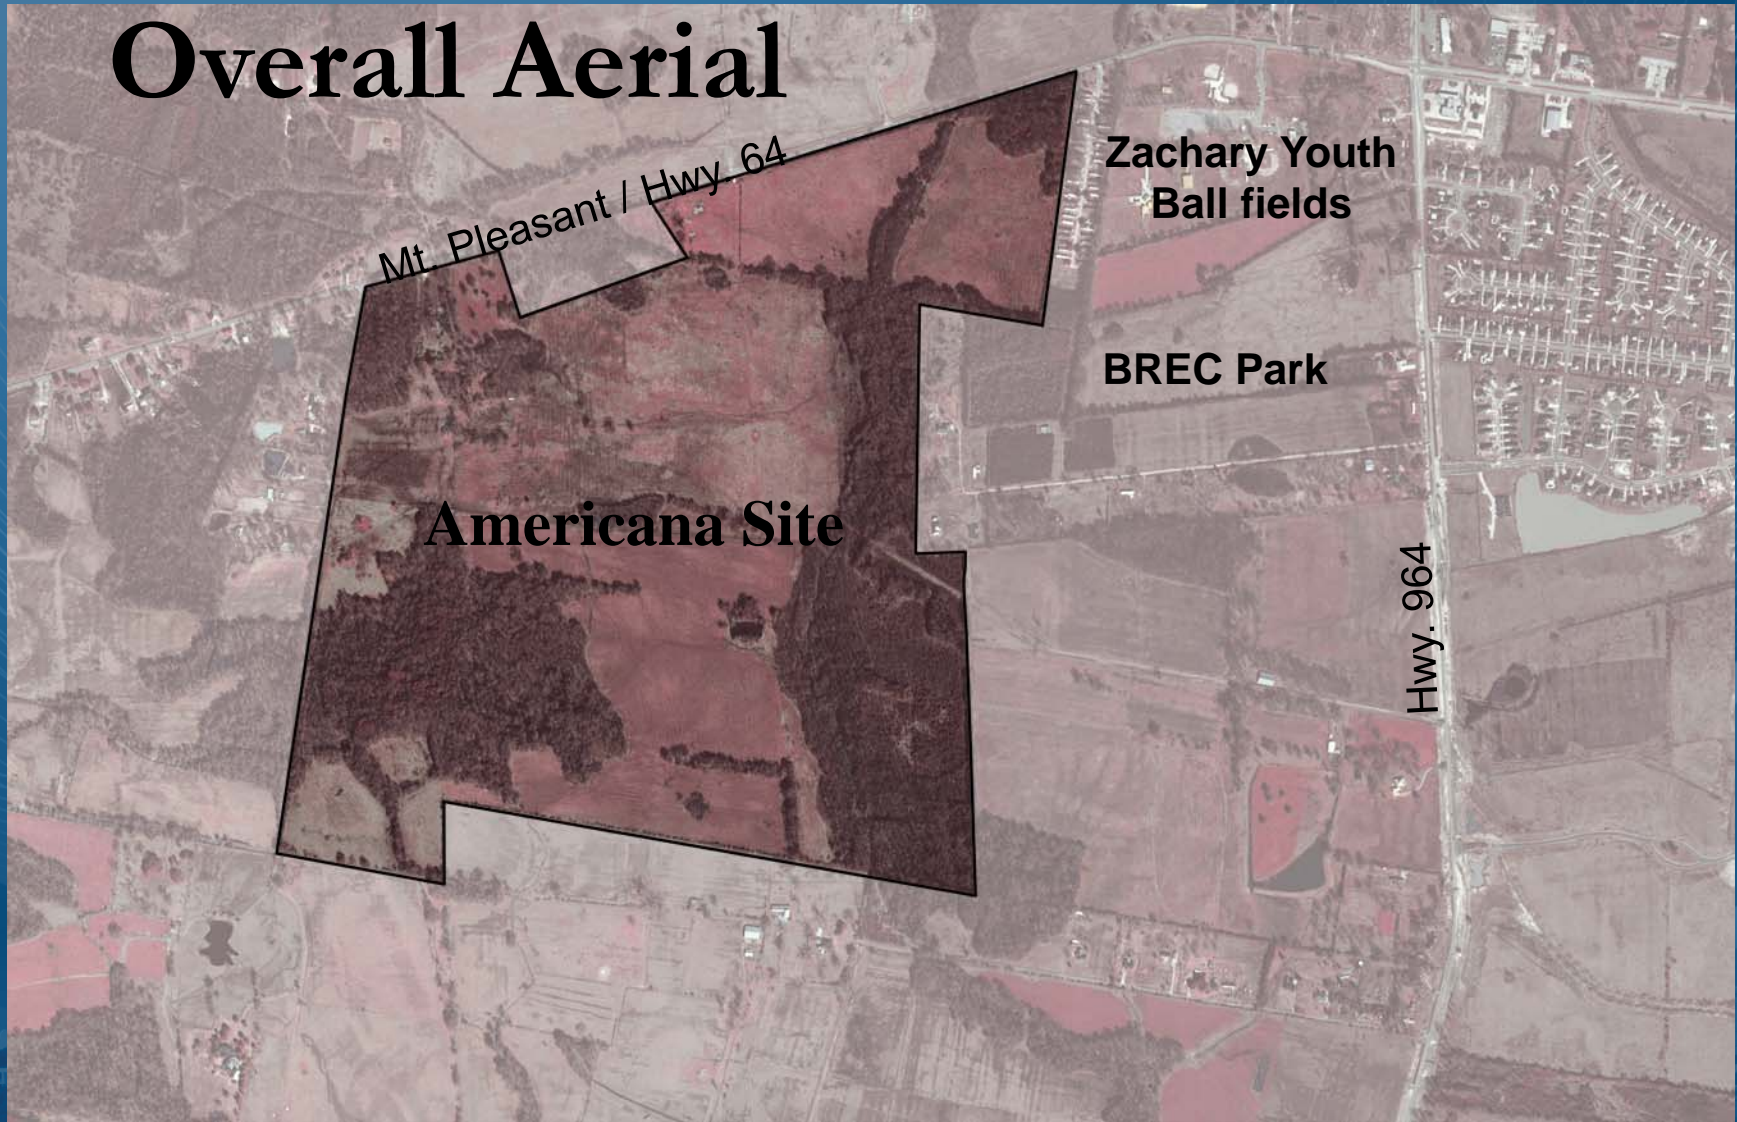 Overall Aerial
Mt. Pleasant / Hwy. 64
Zachary Youth
Ball fields
BREC Park
Americana Site
Hwy. 964